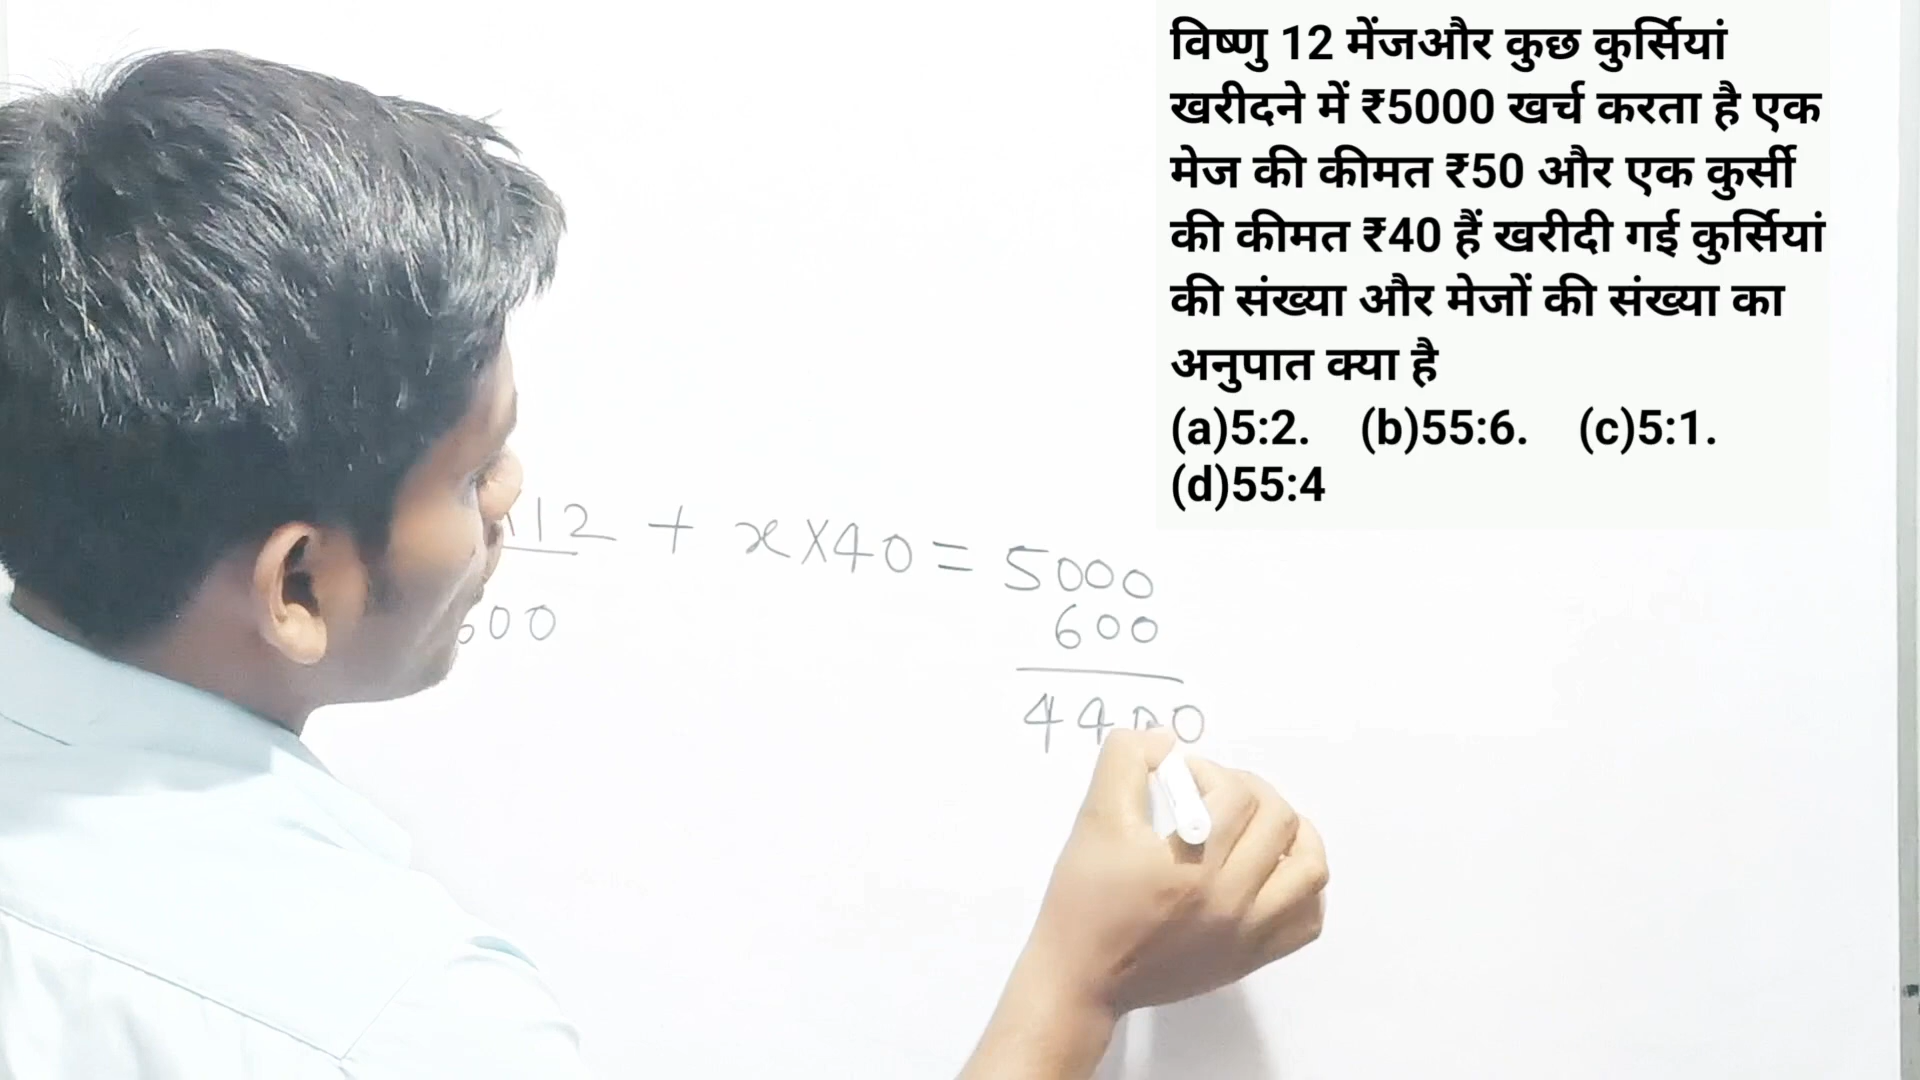 विष्णु 12 मेंजऔर कुछ कुर्सियां
खरीदने में ₹5000 खर्च करता है एक
मेज की कीमत ₹50 और एक कुर्सी
की कीमत ₹40 हैं खरीदी गई कुर्सियां
की संख्या और मेजों की संख्या का
अनुपात क्या है
(a)5:2. (b)55:6. (c)5:1.
(d)55:4
12 + x×40 = 5000
600
600
4400